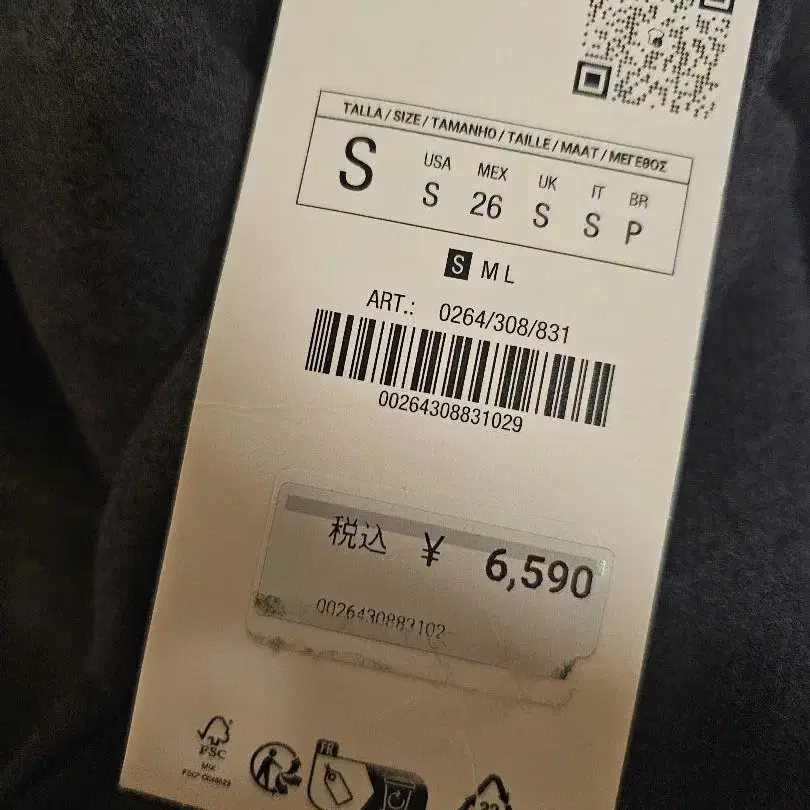 TALLA / SIZE / TAMANHO / TAILLE / MAAT / ΜΕΓΕΘΟΣ
USA MEX UK IT BR
S S 26 S S P
S M L
ART.: 0264/308/831
00264308831029
税込 ¥ 6,590
FR
FSC
MIX
22